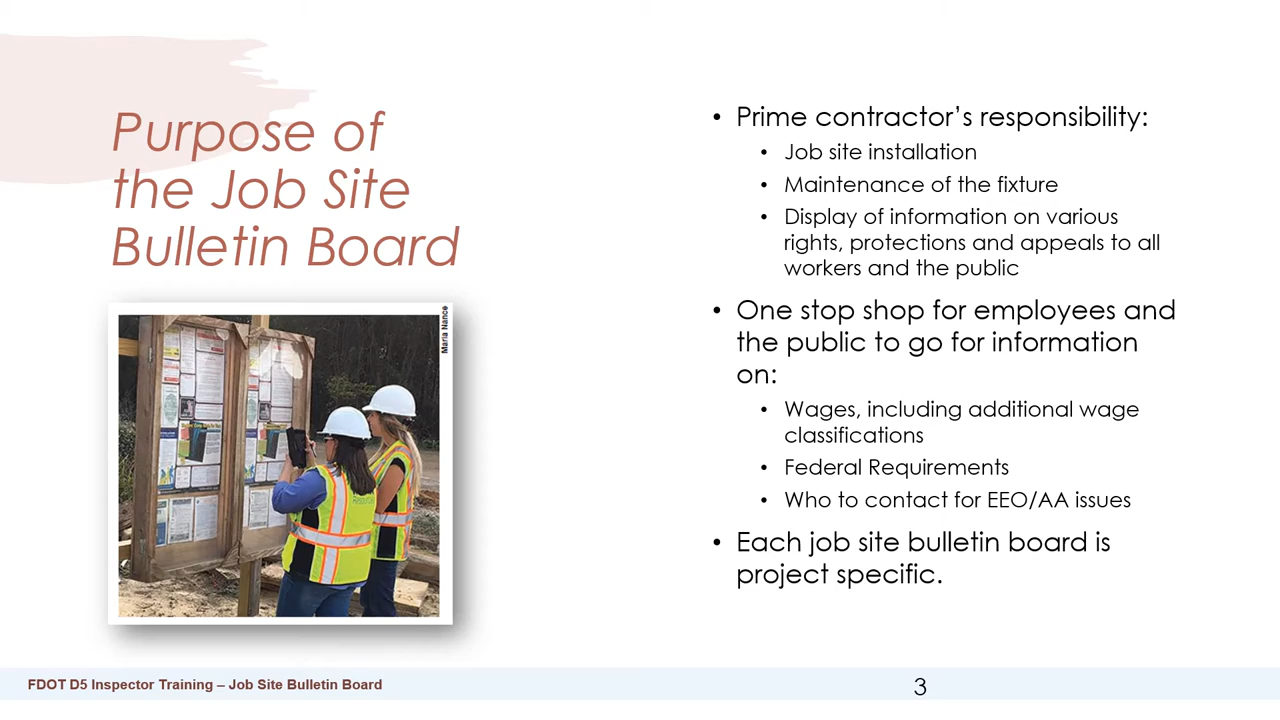 Purpose of
the Job Site
Bulletin Board
Maria Nance
• Prime contractor’s responsibility:
• Job site installation
• Maintenance of the fixture
• Display of information on various
rights, protections and appeals to all
workers and the public
• One stop shop for employees and
the public to go for information
on:
• Wages, including additional wage
classifications
• Federal Requirements
• Who to contact for EEO/AA issues
• Each job site bulletin board is
project specific.
FDOT D5 Inspector Training – Job Site Bulletin Board
3